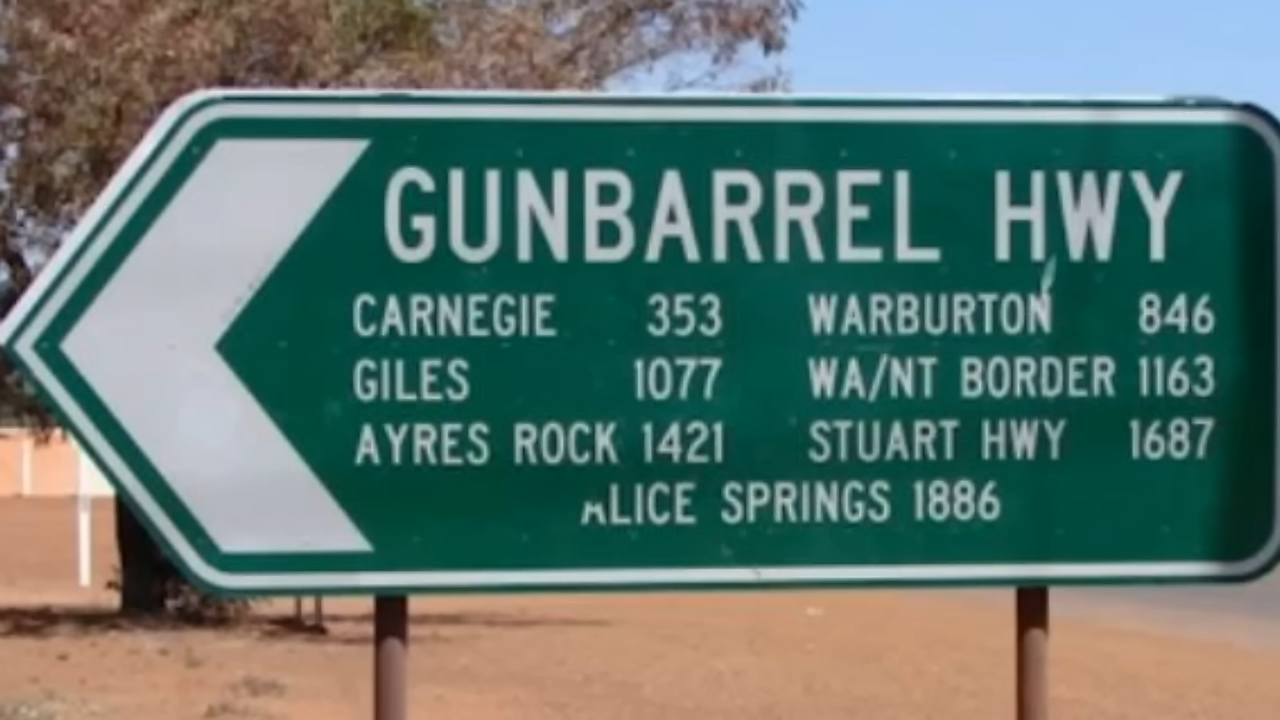 GUNBARREL HWY
CARNEGIE 353 WARBURTON 846
GILES 1077 WA/NT BORDER 1163
AYRES ROCK 1421 STUART HWY 1687
ALICE SPRINGS 1886